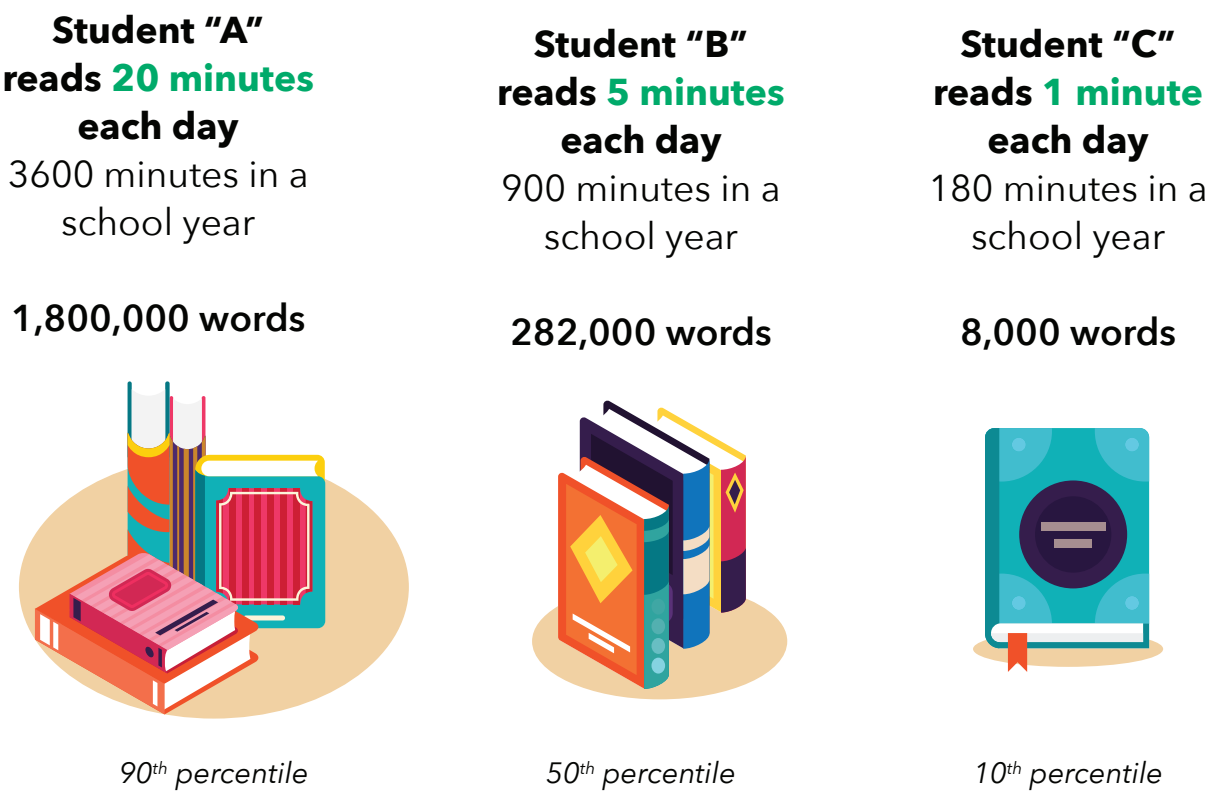 Student “A”
reads 20 minutes
each day
3600 minutes in a
school year
1,800,000 words
90th percentile
Student “B”
reads 5 minutes
each day
900 minutes in a
school year
282,000 words
50th percentile
Student “C”
reads 1 minute
each day
180 minutes in a
school year
8,000 words
10th percentile